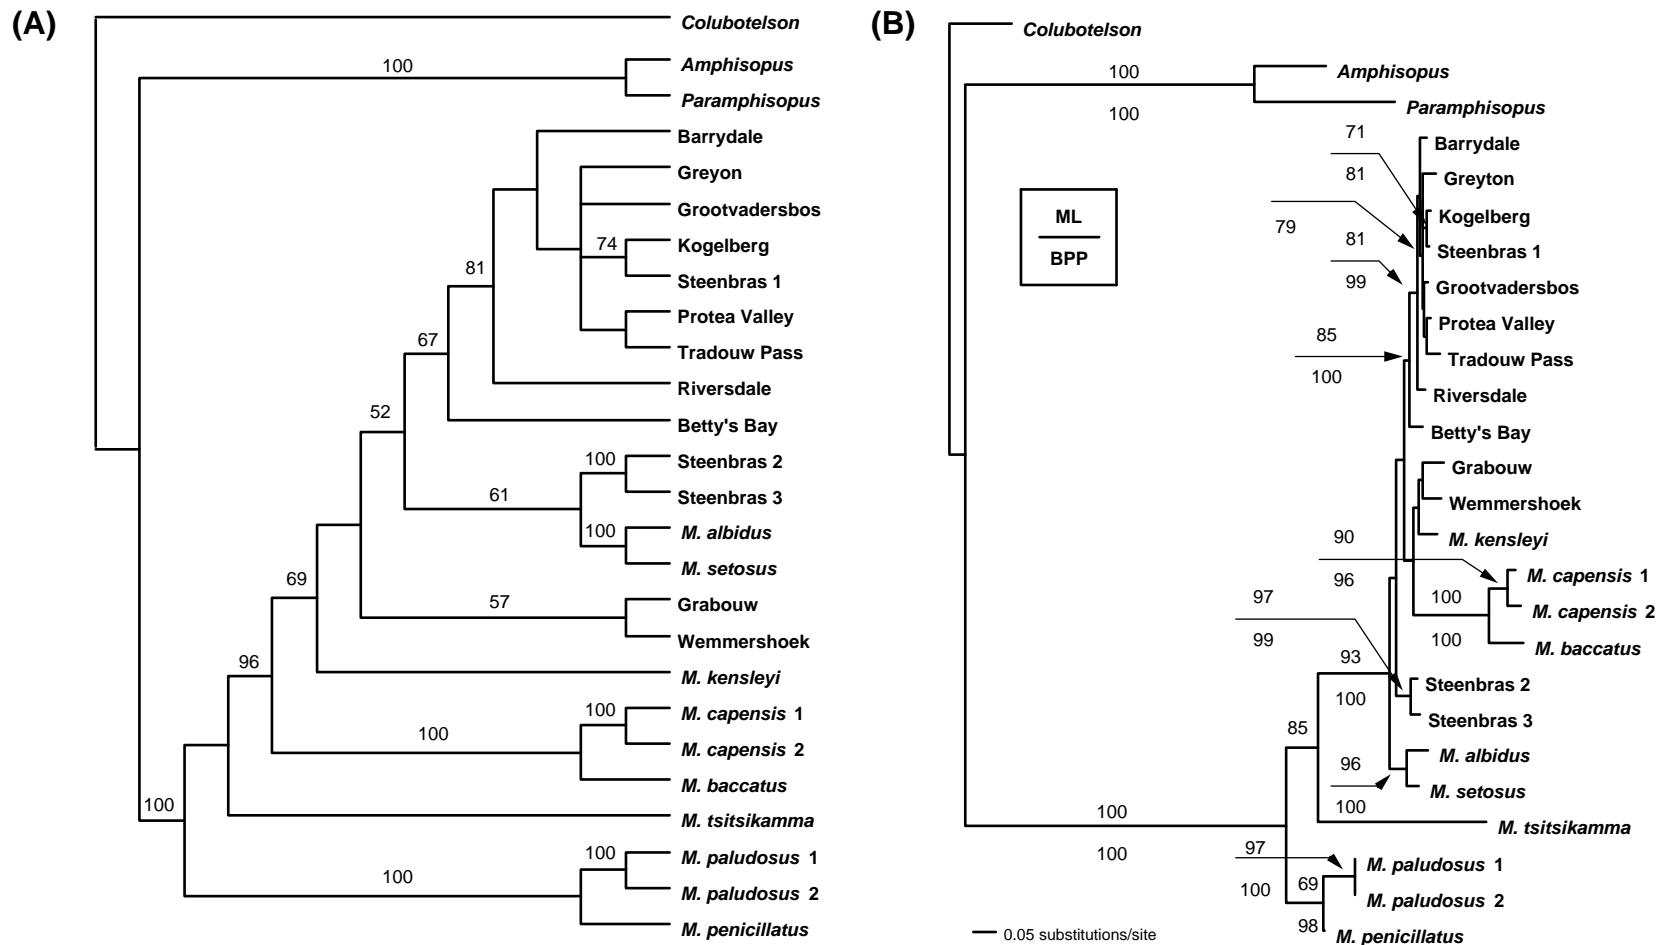 (A)
Colubotelson
100
Amphisopus
Paramphisopus
Barrydale
Greyon
Grootvadersbos
74
Kogelberg
Steenbras 1
81
Protea Valley
Tradouw Pass
67
Riversdale
52
Betty's Bay
100
Steenbras 2
61
Steenbras 3
100
M. albidus
M. setosus
69
57
Grabouw
Wemmershoek
96
M. kensleyi
100
M. capensis 1
100
M. capensis 2
M. baccatus
100
M. tsitsikamma
100
M. paludosus 1
100
M. paludosus 2
M. penicillatus
(B)
Colubotelson
100
100
Amphisopus
Paramphisopus
ML
BPP
71
81
Barrydale
Greyton
79
Kogelberg
81
99
Steenbras 1
Grootvadersbos
85
100
Protea Valley
Tradouw Pass
Riversdale
Betty's Bay
Grabouw
Wemmershoek
90
96
M. kensleyi
M. capensis 1
100
100
M. capensis 2
97
99
M. baccatus
93
100
Steenbras 2
Steenbras 3
85
M. albidus
96
100
M. setosus
100
100
M. tsitsikamma
97
100
M. paludosus 1
69
98
M. paludosus 2
M. penicillatus
0.05 substitutions/site